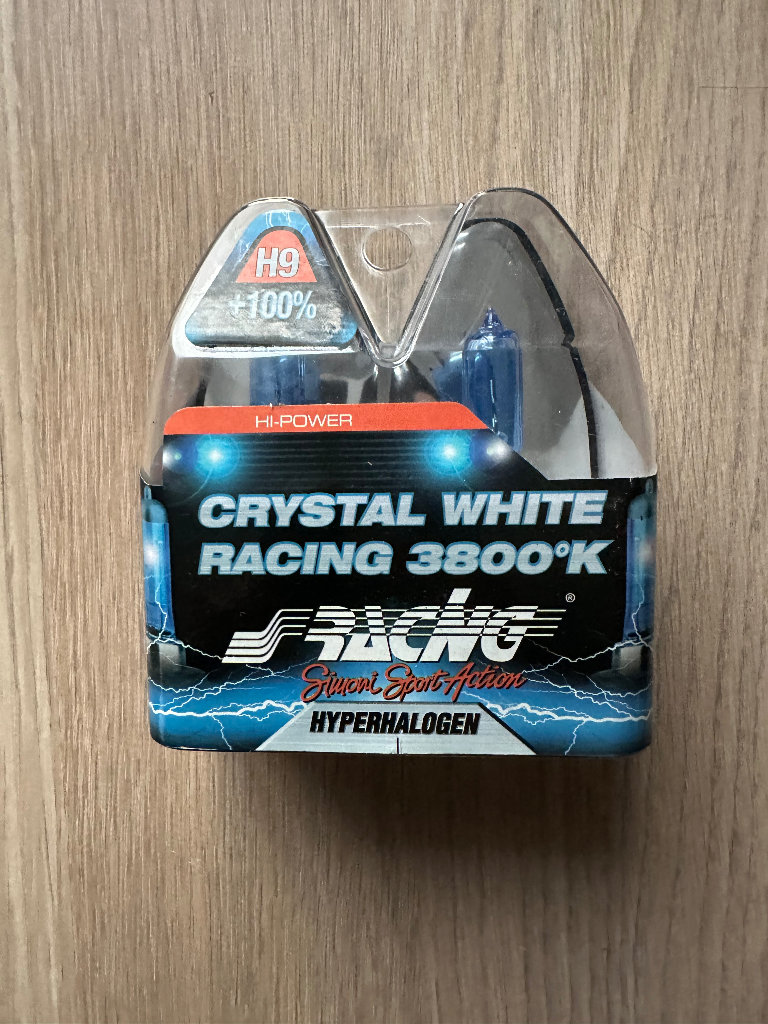 H9
+100%
HI-POWER
CRYSTAL WHITE
RACING 3800°K
RACING ®
Simoni Sport Action
HYPERHALOGEN